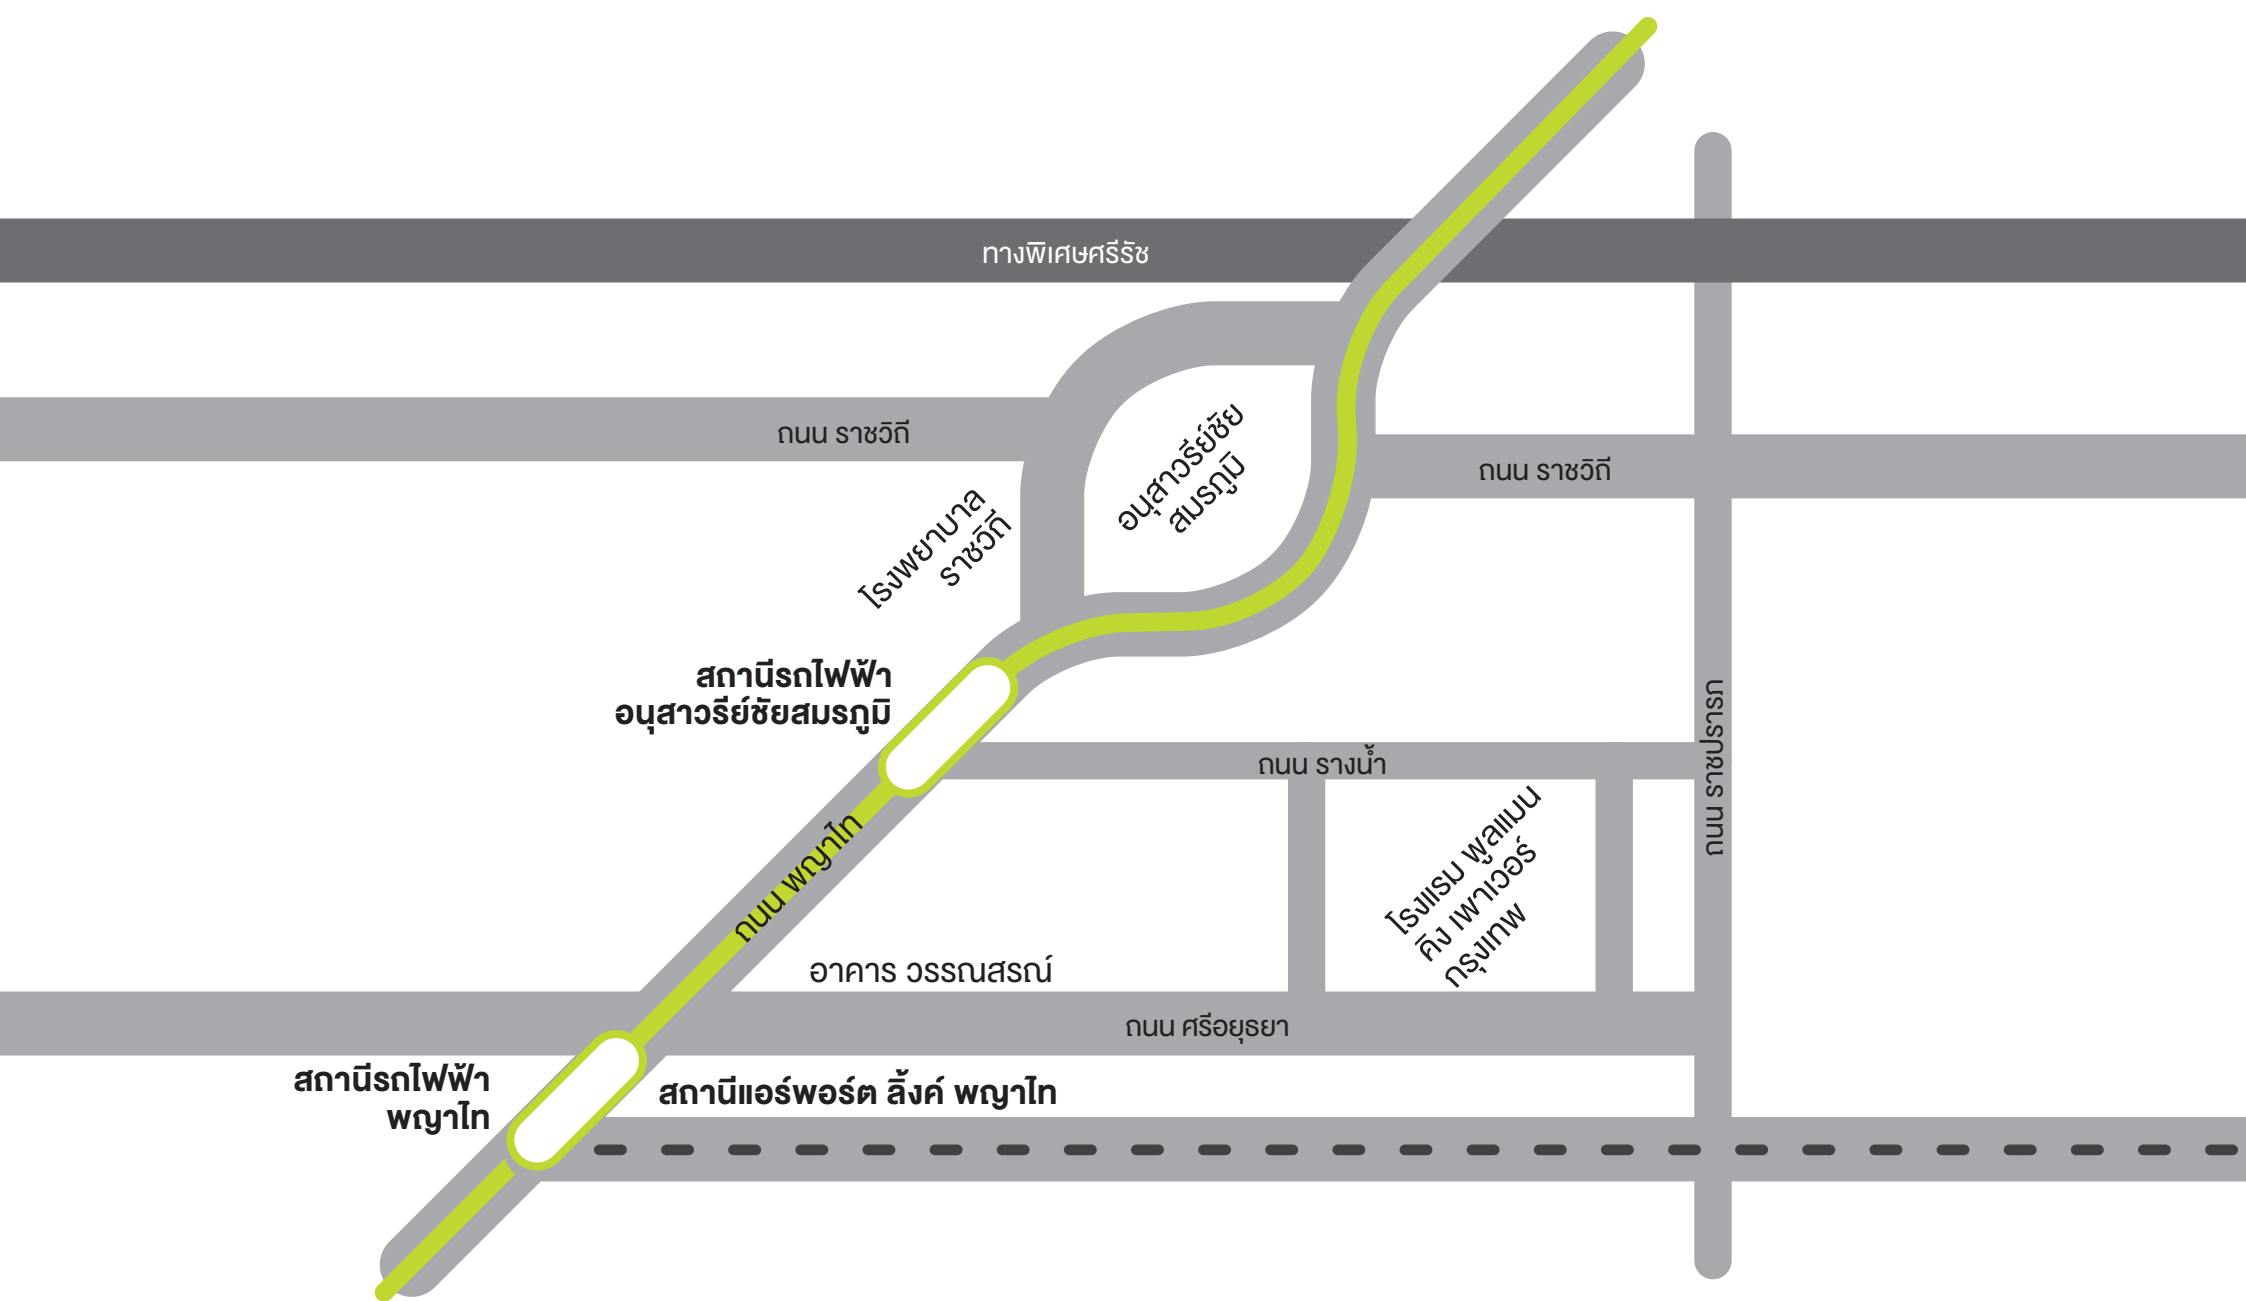 ทางพิเศษศรีรัช
ถนน ราชวิถี
อนุสาวรีย์ชัย
สมรภูมิ
ถนน ราชวิถี
โรงพยาบาล
ราชวิถี
สถานีรถไฟฟ้า
อนุสาวรีย์ชัยสมรภูมิ
ถนน รางน้ำ
ถนน ราชปรารภ
ถนน พญาไท
โรงแรม พูลแมน
คิง เพาเวอร์
กรุงเทพ
อาคาร วรรณสรณ์
ถนน ศรีอยุธยา
สถานีรถไฟฟ้า
พญาไท
สถานีแอร์พอร์ต ลิ้งค์ พญาไท